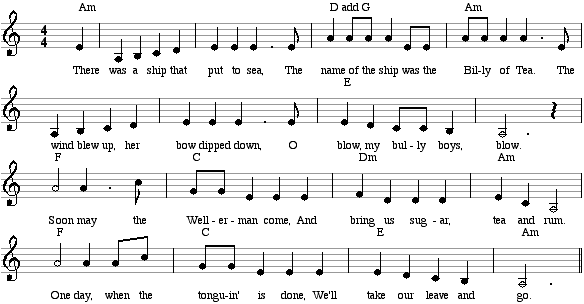 Am D add G Am
4
4
There was a ship that put to sea, The name of the ship was the Bil-ly of Tea. The
E
wind blew up, her bow dipped down, O blow, my bul-ly boys, blow.
F C Dm Am
Soon may the Well-er-man come, And bring us sug-ar, tea and rum.
F C E Am
One day, when the tongu-in' is done, We'll take our leave and go.